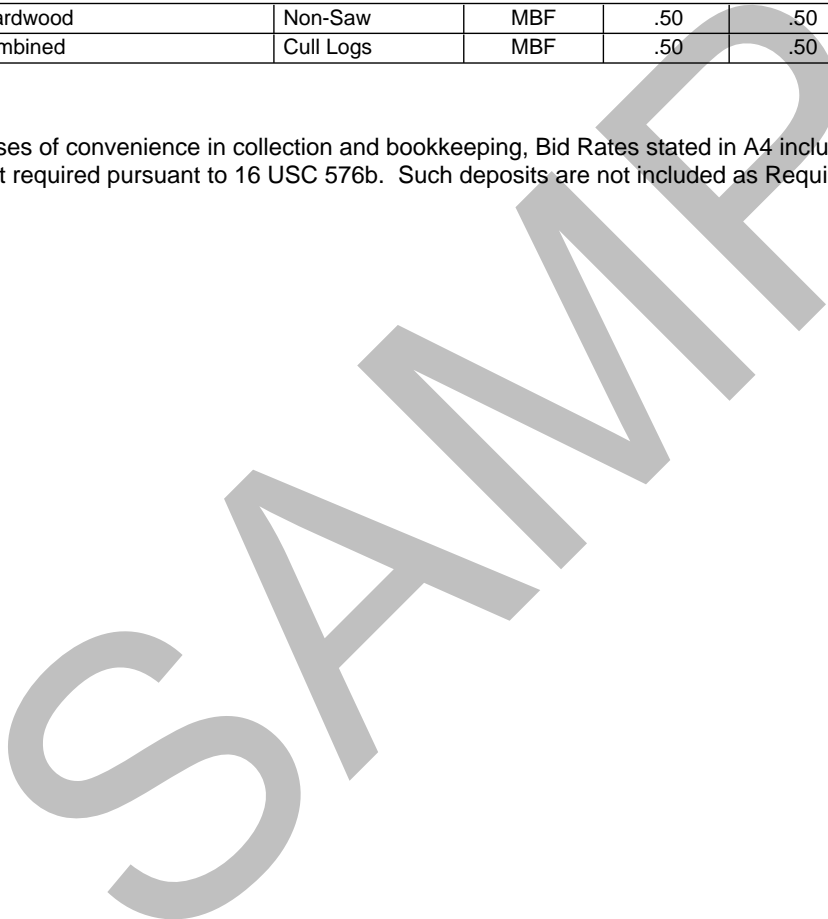 ardwood Non-Saw MBF .50 .50
mbined Cull Logs MBF .50 .50
ses of convenience in collection and bookkeeping, Bid Rates stated in A4 inclu
t required pursuant to 16 USC 576b. Such deposits are not included as Requi
SAMP